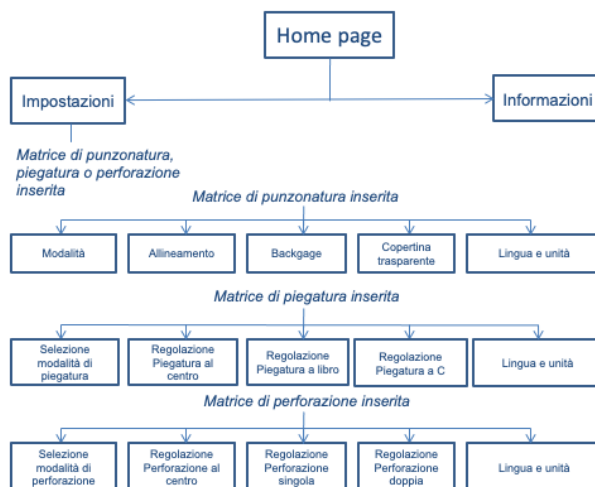 Home page
Impostazioni
Informazioni
Matrice di punzonatura,
piegatura o perforazione
inserita
Matrice di punzonatura inserita
Modalità
Allineamento
Backgage
Copertina
trasparente
Lingua e unità
Matrice di piegatura inserita
Selezione
modalità di
piegatura
Regolazione
Piegatura al
centro
Regolazione
Piegatura a libro
Regolazione
Piegatura a C
Lingua e unità
Matrice di perforazione inserita
Selezione
modalità di
perforazione
Regolazione
Perforazione al
centro
Regolazione
Perforazione
singola
Regolazione
Perforazione
doppia
Lingua e unità